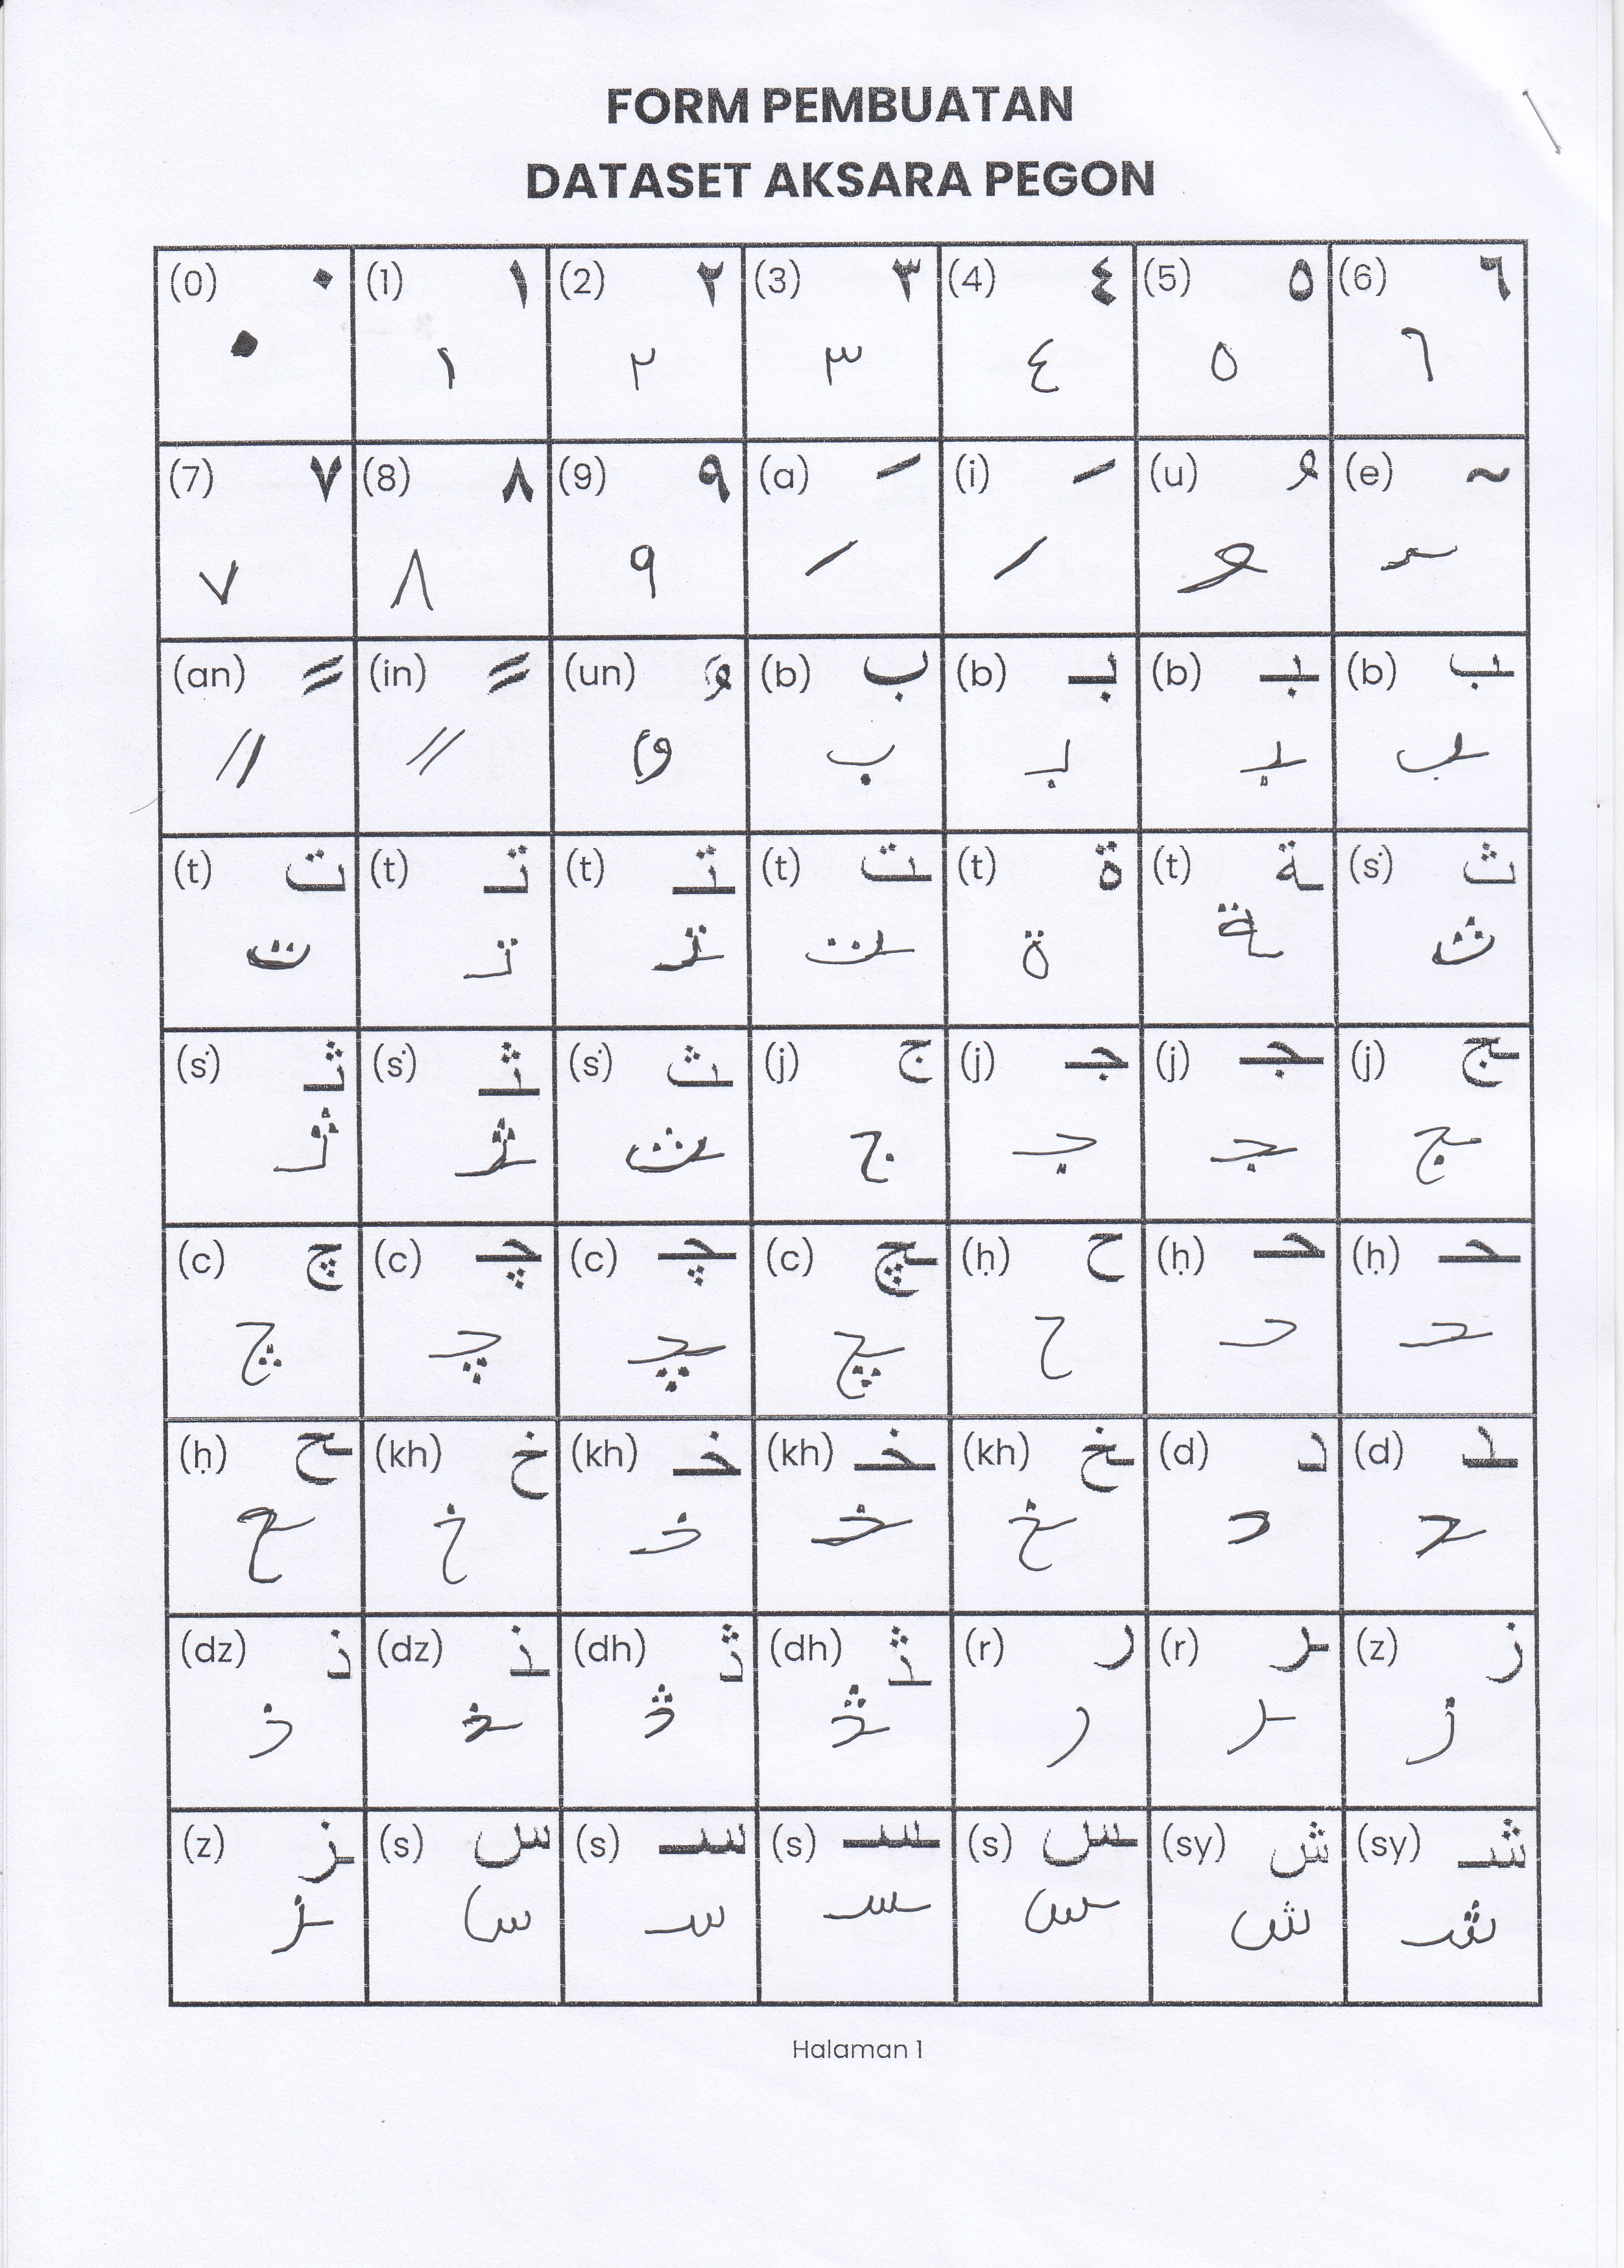 FORM PEMBUATAN
DATASET AKSARA PEGON
(0) ٠ (1) ١ (2) ٢ (3) ٣ (4) ٤ (5) ٥ (6) ٦
٠ ١ ٢ ٣ ٤ ٥ ٦
(7) ٧ (8) ٨ (9) ٩ (a) َ (i) ِ (u) ُ (e) ٓ
٧ ٨ ٩ َ ِ ُ ٓ
(an) ً (in) ٍ (un) ٌ (b) ب (b) بـ (b) ـبـ (b) ـب
ً ٍ ٌ ب بـ ـبـ ـب
(t) ت (t) تـ (t) ـتـ (t) ـت (t) ة (t) ـة (ṡ) ث
ت تـ ـتـ ـت ة ـة ث
(ṡ) ثـ (ṡ) ـثـ (ṡ) ـث (j) ج (j) جـ (j) ـجـ (j) ـج
ثـ ـثـ ـث ج جـ ـجـ ـج
(c) چ (c) چـ (c) ـچـ (c) ـچ (ḥ) ح (ḥ) حـ (ḥ) ـحـ
چ چـ ـچـ ـچ ح حـ ـحـ
(ḥ) ـح (kh) خ (kh) خـ (kh) ـخـ (kh) ـخ (d) د (d) ـد
ـح خ خـ ـخـ ـخ د ـد
(dz) ذ (dz) ـذ (dh) ڎ (dh) ـڎ (r) ر (r) ـر (z) ز
ذ ـذ ڎ ـڎ ر ـر ز
(z) ـز (s) س (s) سـ (s) ـسـ (s) ـس (sy) ش (sy) شـ
ـز س سـ ـسـ ـس ش شـ
Halaman 1